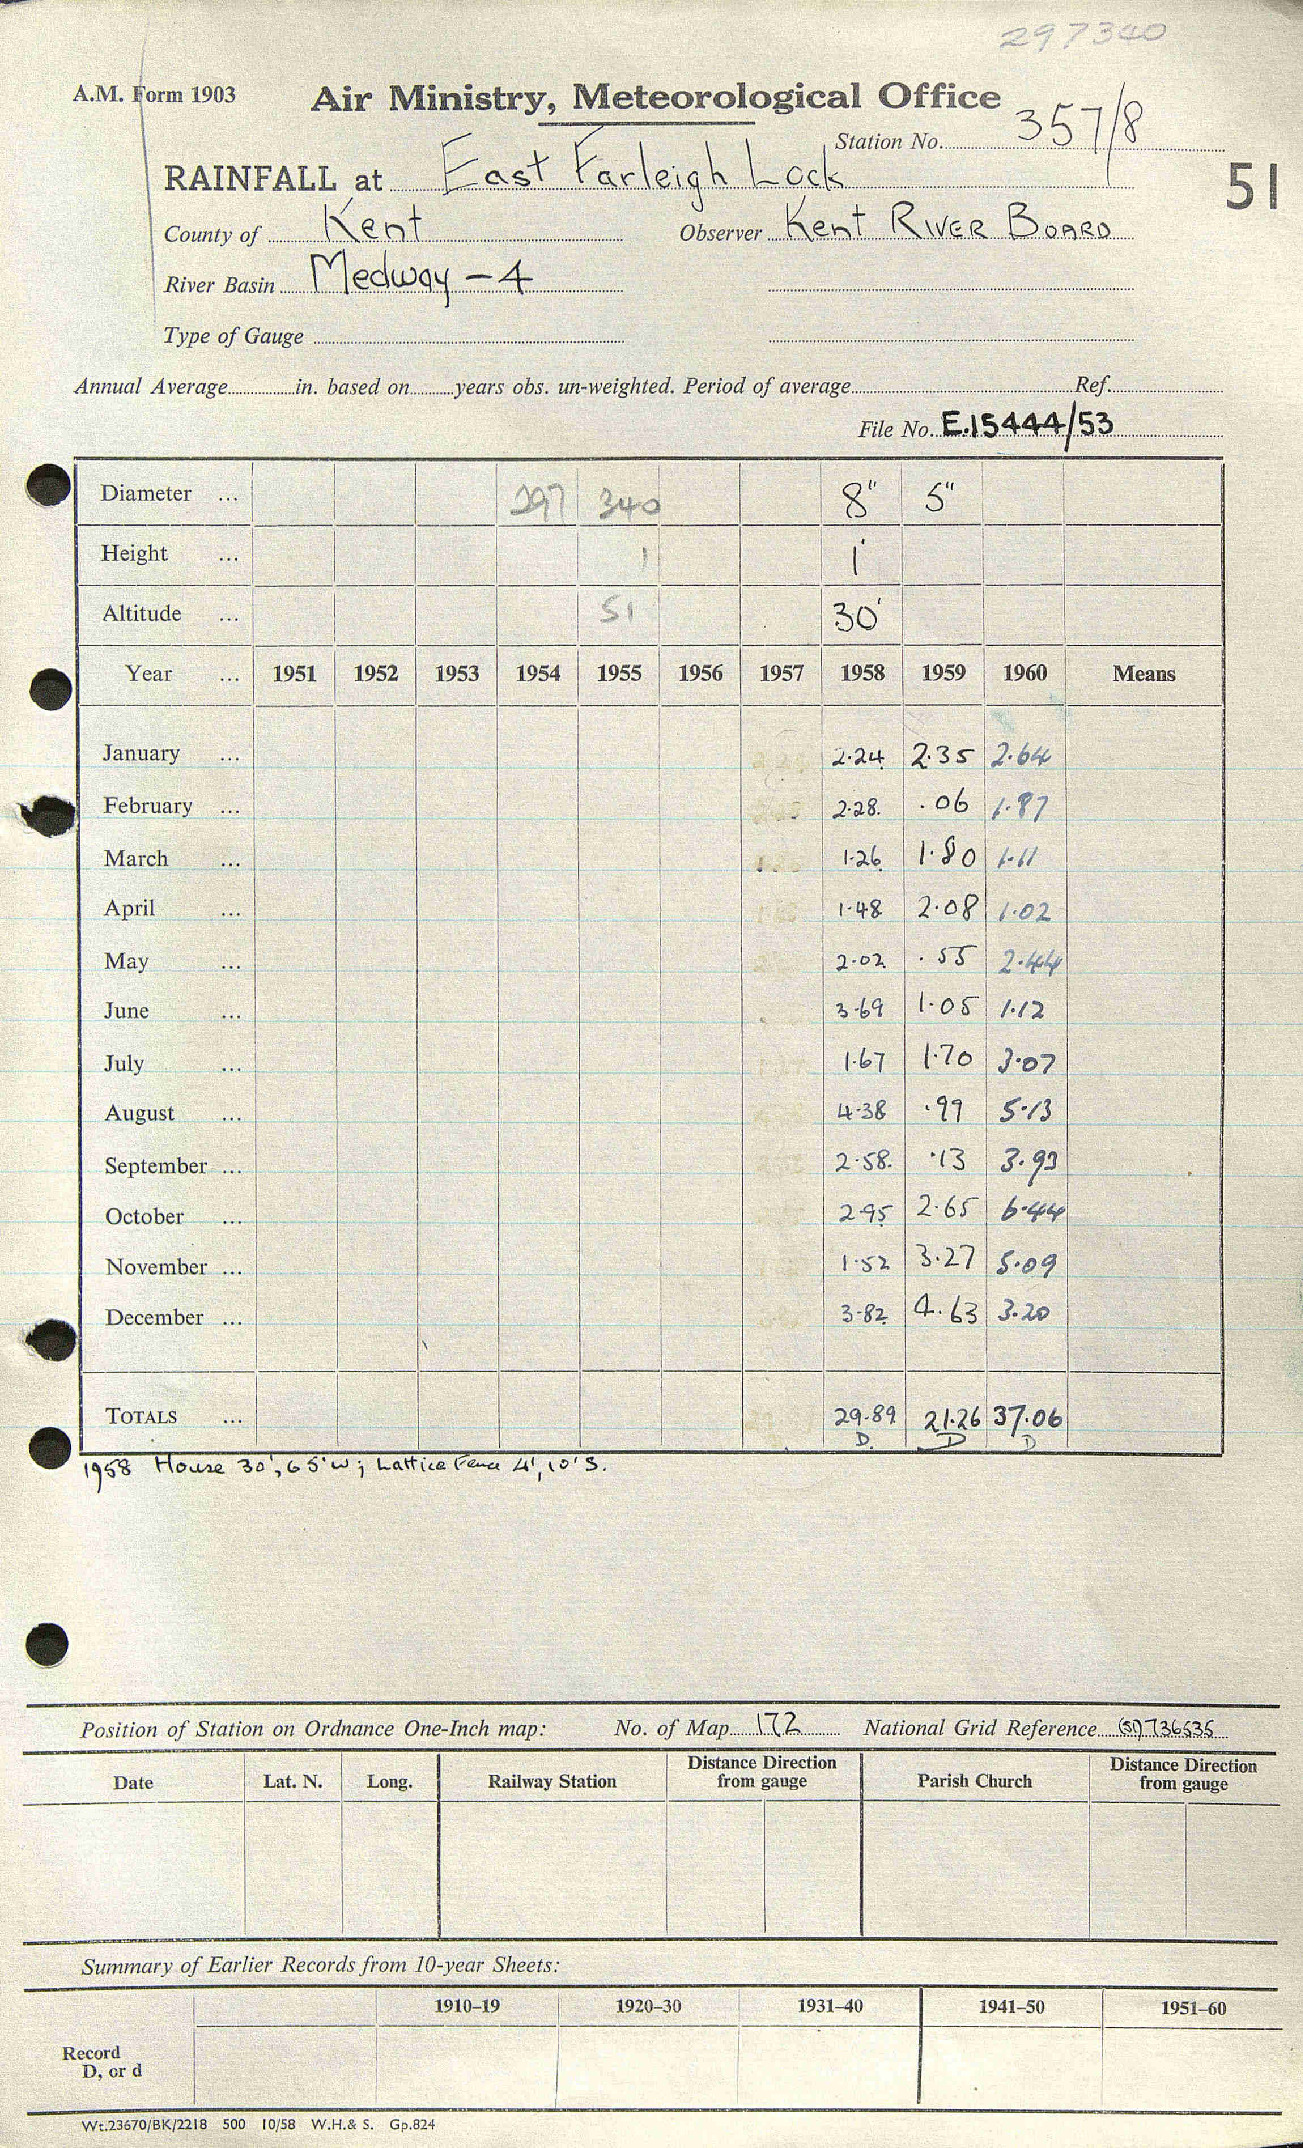 297340
A.M. Form 1903 Air Ministry, Meteorological Office
Station No. 357/8
RAINFALL at East Farleigh Lock
51
County of Kent Observer Kent RIVER BOARD
River Basin Medway - 4
Type of Gauge
Annual Average in. based on years obs. un-weighted. Period of average Ref.
File No. E.15444/53
Diameter ... 297 340 8" 5"
Height ... 1 1'
Altitude ... 51 30'
Year ... 1951 1952 1953 1954 1955 1956 1957 1958 1959 1960 Means
January ... 2.24 2.35 2.64
February ... 2.28. .06 1.87
March ... 1.26 1.80 1.11
April ... 1.48 2.08 1.02
May ... 2.02 .55 2.44
June ... 3.69 1.05 1.12
July ... 1.67 1.70 3.07
August ... 4.38 .99 5.13
September ... 2.58. .13 3.93
October ... 2.95 2.65 6.44
November ... 1.52 3.27 5.09
December ... 3.82 4.63 3.20
TOTALS ... 29.89 21.26 37.06
D. D D
1958 House 30', 65'W; Lattice Fence 4', 10'S.
Position of Station on Ordnance One-Inch map: No. of Map 172 National Grid Reference (51)736535
Date Lat. N. Long. Railway Station Distance Direction from gauge Parish Church Distance Direction from gauge
Summary of Earlier Records from 10-year Sheets:
1910–19 1920–30 1931–40 1941–50 1951–60
Record
D, or d
Wt.23670/BK/2218 500 10/58 W.H.& S. Gp.824